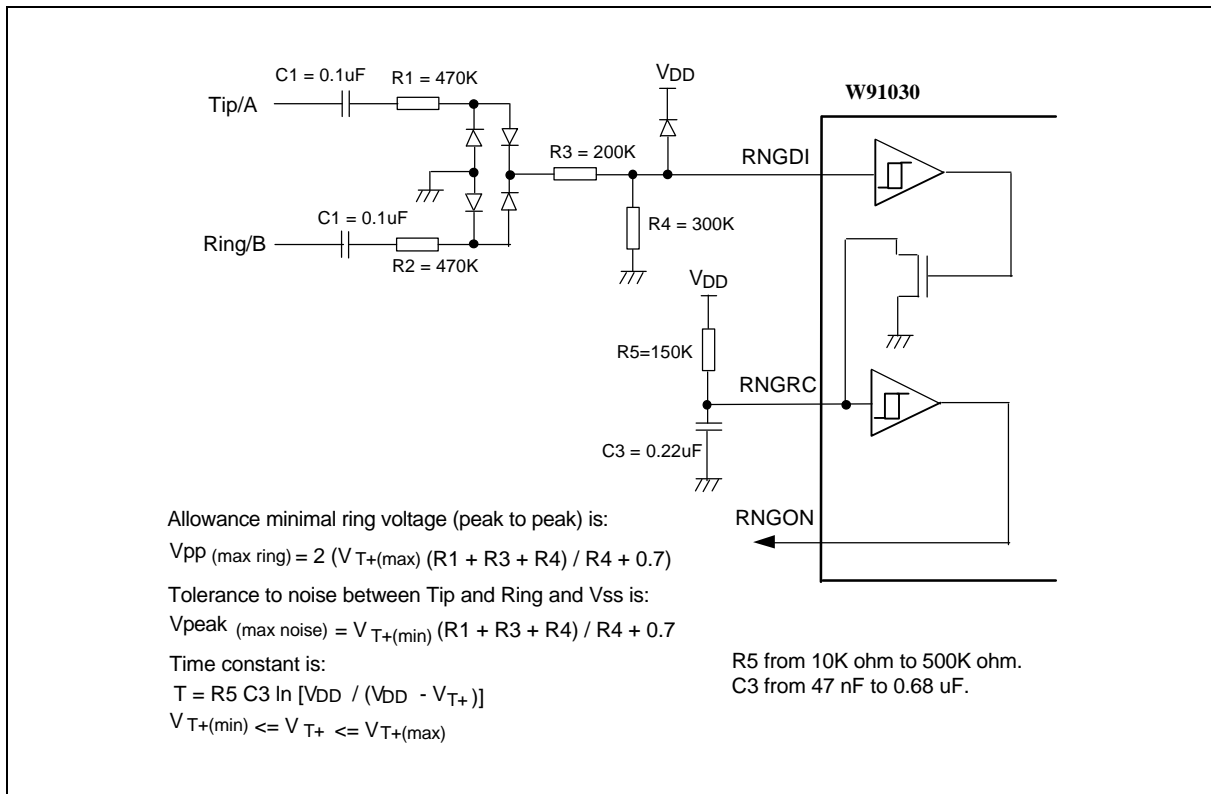 C1 = 0.1uF
R1 = 470K
Tip/A
VDD
W91030
RNGDI
R3 = 200K
R4 = 300K
C1 = 0.1uF
Ring/B
R2 = 470K
VDD
R5=150K
RNGRC
C3 = 0.22uF
RNGON
Allowance minimal ring voltage (peak to peak) is:
Vpp (max ring) = 2 (V T+(max) (R1 + R3 + R4) / R4 + 0.7)
Tolerance to noise between Tip and Ring and Vss is:
Vpeak (max noise) = V T+(min) (R1 + R3 + R4) / R4 + 0.7
Time constant is:
T = R5 C3 ln [VDD / (VDD - VT+)]
V T+(min) <= V T+ <= VT+(max)
R5 from 10K ohm to 500K ohm.
C3 from 47 nF to 0.68 uF.